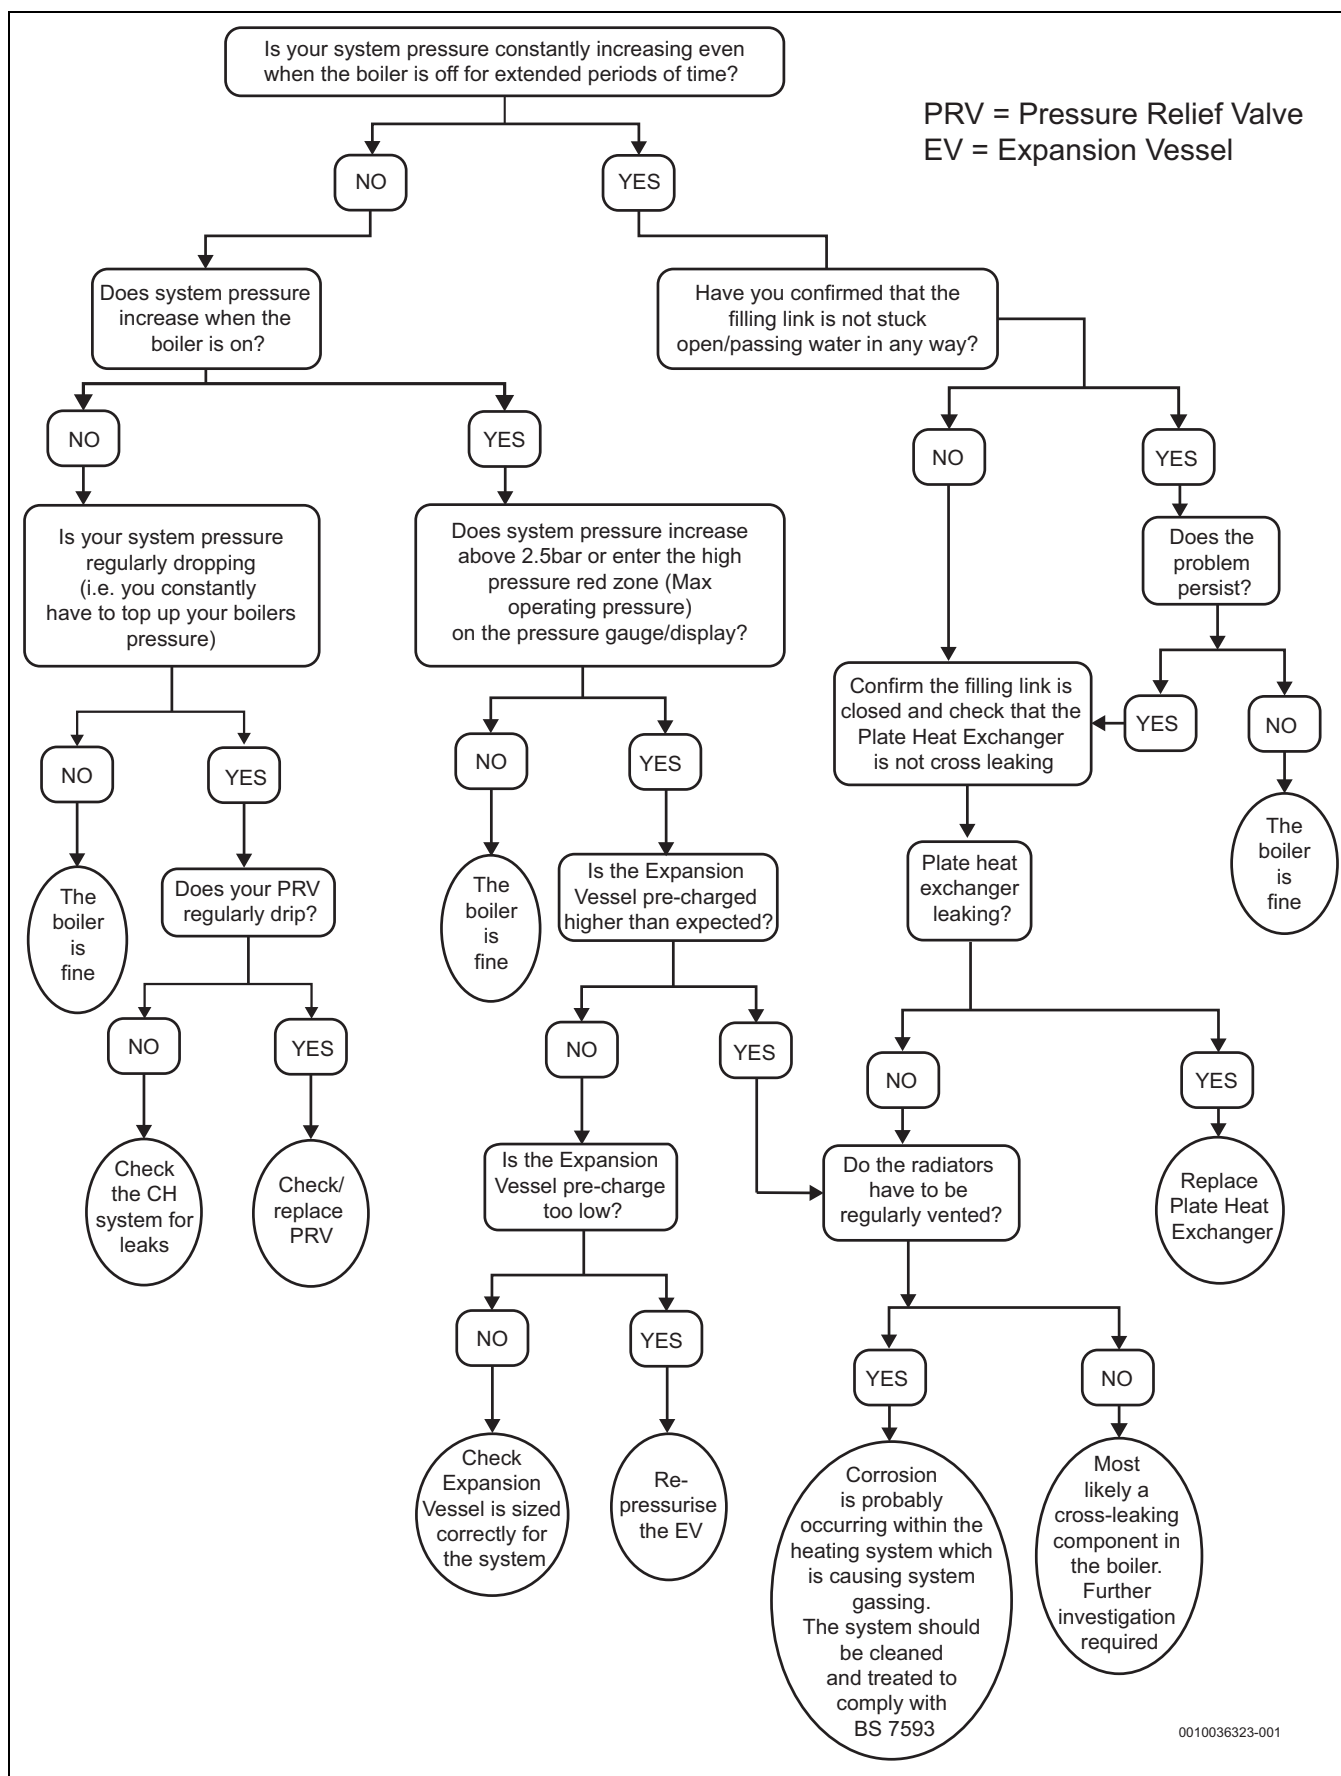 Is your system pressure constantly increasing even
when the boiler is off for extended periods of time?
PRV = Pressure Relief Valve
EV = Expansion Vessel
NO
YES
Does system pressure
increase when the
boiler is on?
Have you confirmed that the
filling link is not stuck
open/passing water in any way?
NO
YES
NO
YES
Is your system pressure
regularly dropping
(i.e. you constantly
have to top up your boilers
pressure)
Does system pressure increase
above 2.5bar or enter the high
pressure red zone (Max
operating pressure)
on the pressure gauge/display?
Does the
problem
persist?
Confirm the filling link is
closed and check that the
Plate Heat Exchanger
is not cross leaking
YES
NO
NO
YES
NO
YES
The
boiler
is
fine
Does your PRV
regularly drip?
The
boiler
is
fine
Is the Expansion
Vessel pre-charged
higher than expected?
Plate heat
exchanger
leaking?
The
boiler
is
fine
NO
YES
NO
YES
NO
YES
Check
the CH
system for
leaks
Check/
replace
PRV
Is the Expansion
Vessel pre-charge
too low?
Do the radiators
have to be
regularly vented?
Replace
Plate Heat
Exchanger
NO
YES
YES
NO
Check
Expansion
Vessel is sized
correctly for
the system
Re-
pressurise
the EV
Corrosion
is probably
occurring within the
heating system which
is causing system
gassing.
The system should
be cleaned
and treated to
comply with
BS 7593
Most
likely a
cross-leaking
component in
the boiler.
Further
investigation
required
0010036323-001